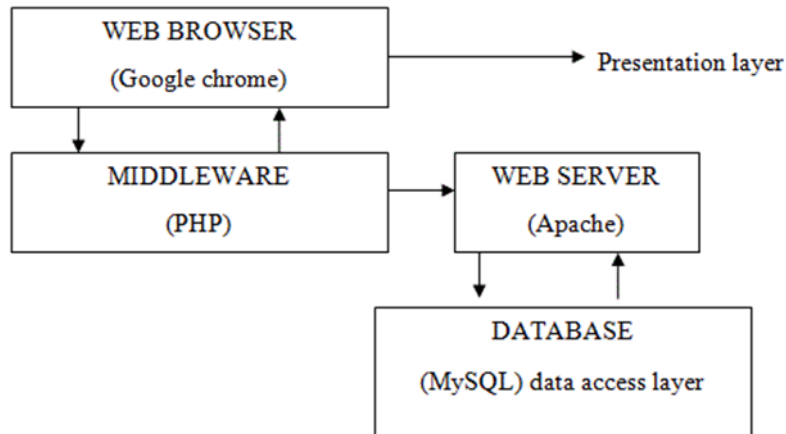 WEB BROWSER
(Google chrome)
Presentation layer
MIDDLEWARE
(PHP)
WEB SERVER
(Apache)
DATABASE
(MySQL) data access layer